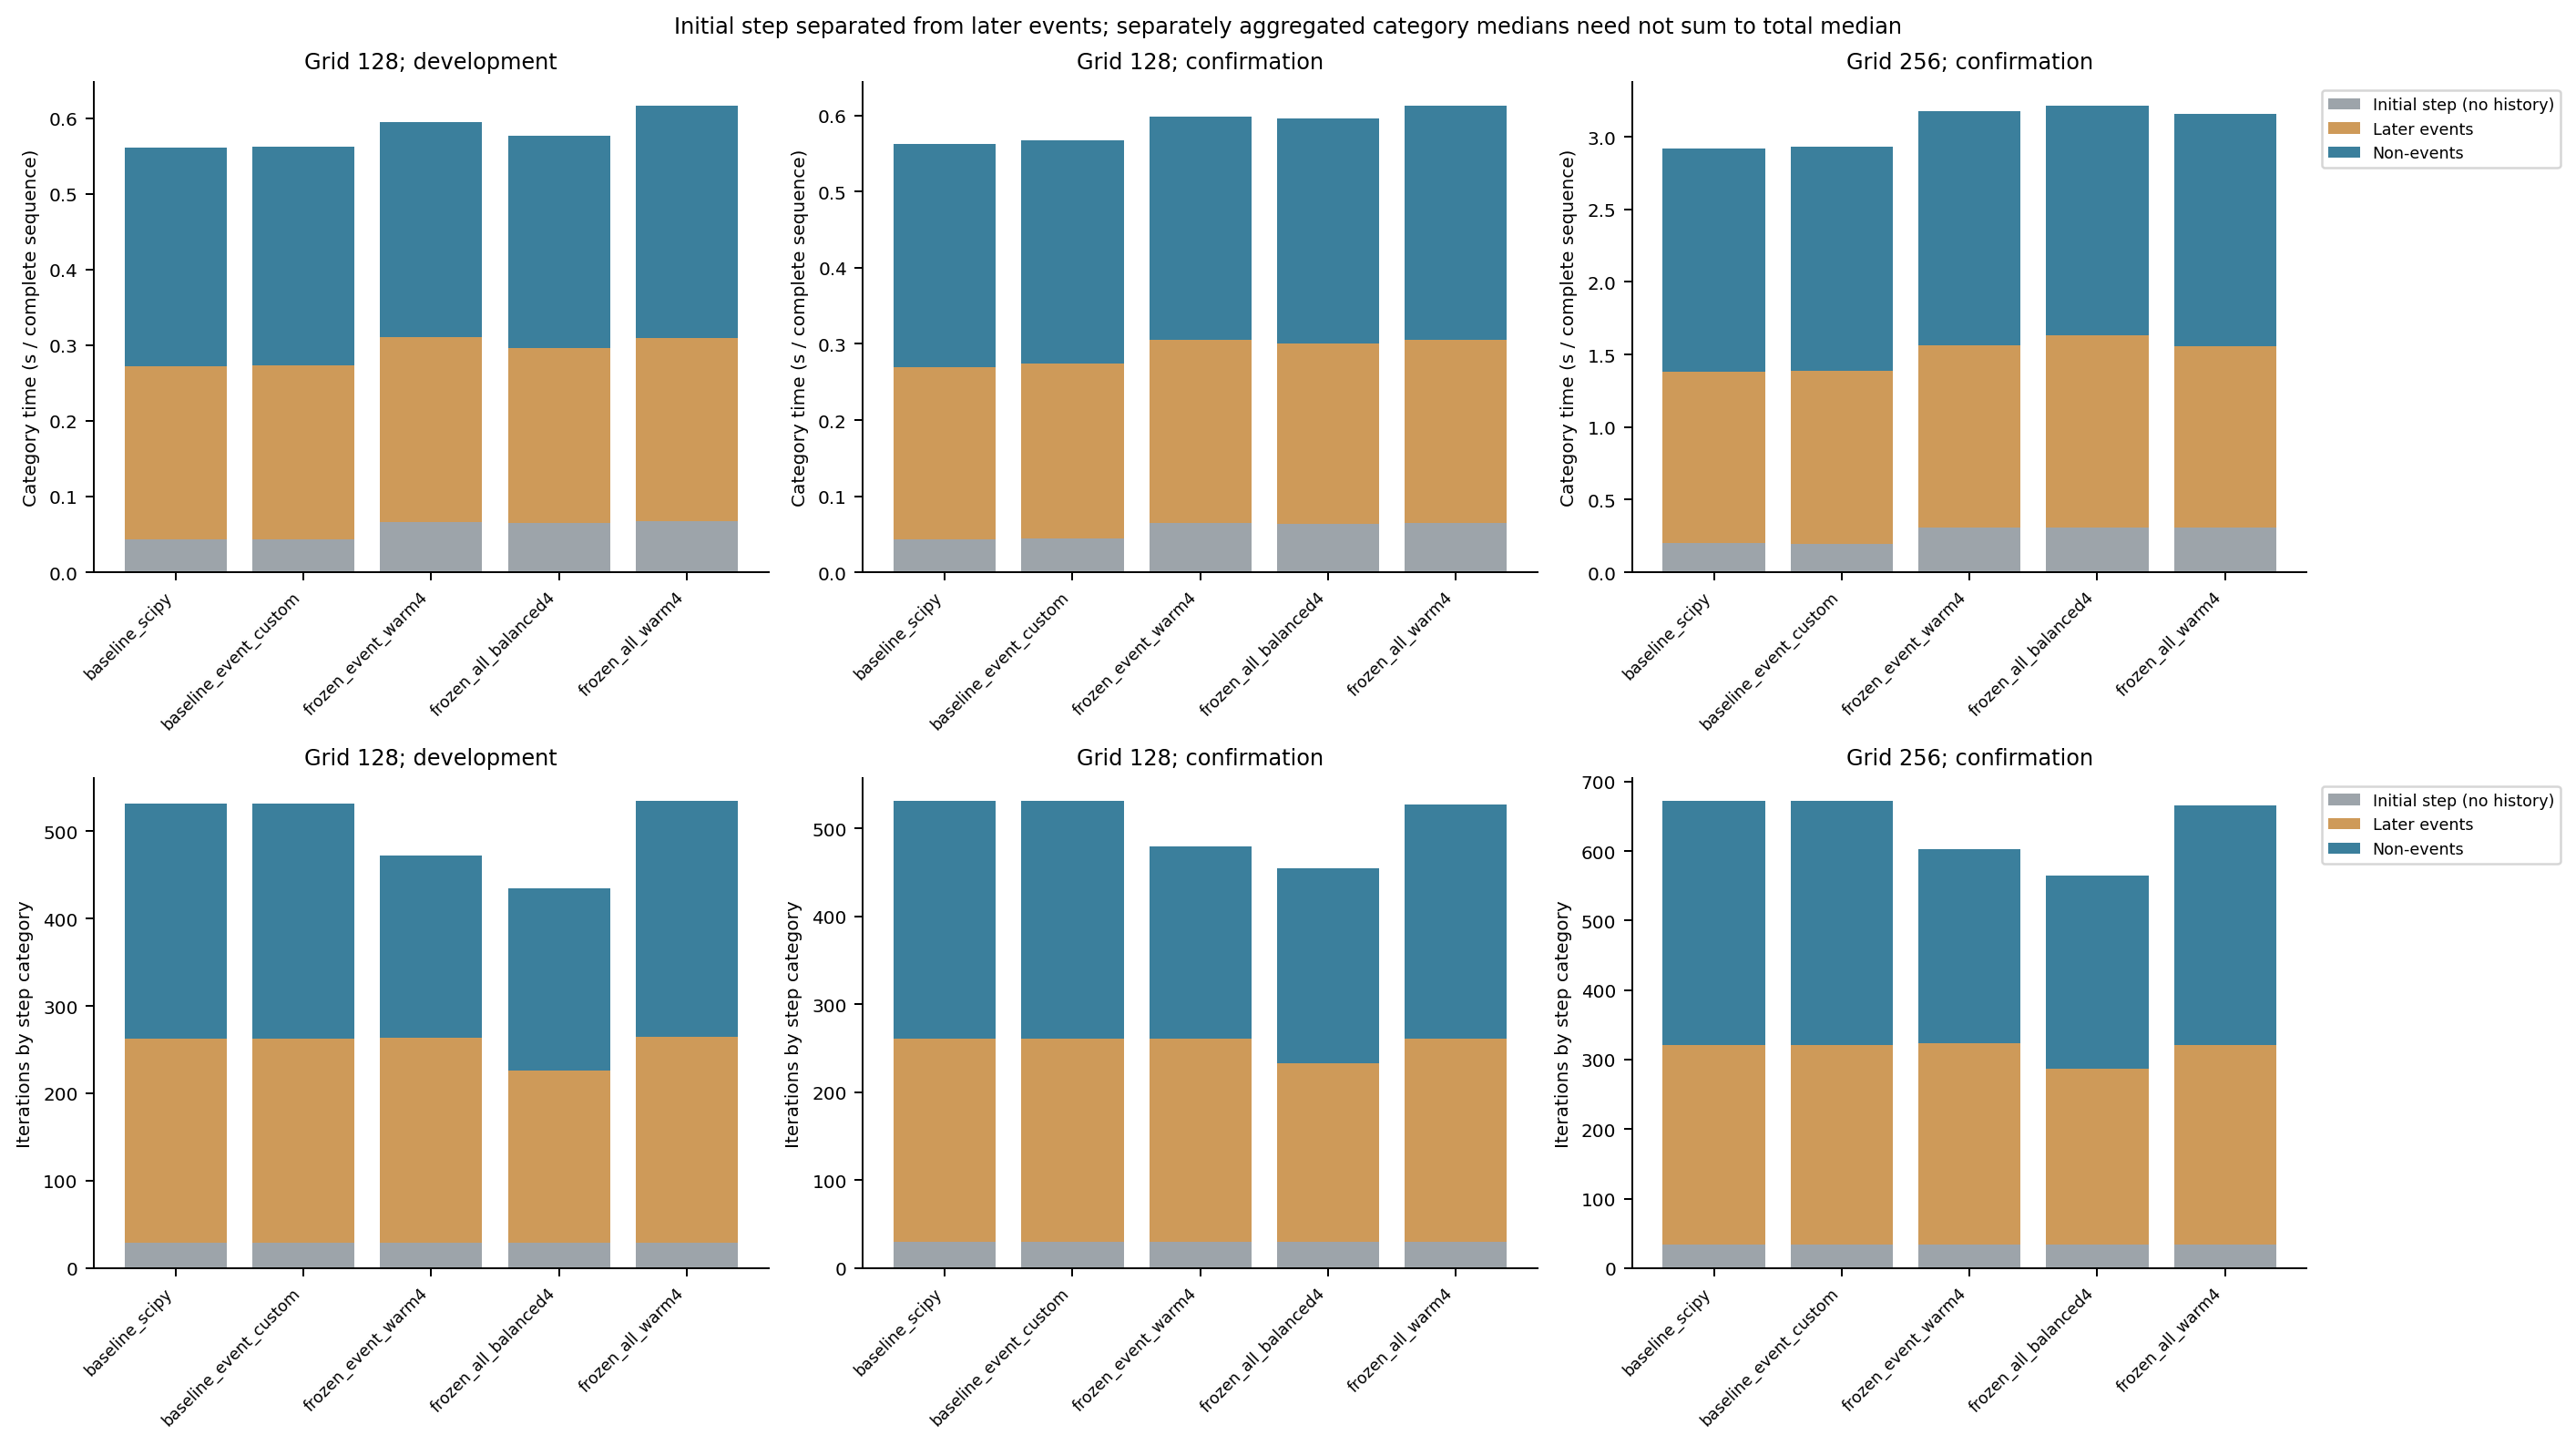 Initial step separated from later events; separately aggregated category medians need not sum to total median
Grid 128; development
Category time (s / complete sequence)
0.6
0.5
0.4
0.3
0.2
0.1
0.0
baseline_scipy
baseline_event_custom
frozen_event_warm4
frozen_all_balanced4
frozen_all_warm4
Grid 128; confirmation
Category time (s / complete sequence)
0.6
0.5
0.4
0.3
0.2
0.1
0.0
baseline_scipy
baseline_event_custom
frozen_event_warm4
frozen_all_balanced4
frozen_all_warm4
Grid 256; confirmation
Category time (s / complete sequence)
3.0
2.5
2.0
1.5
1.0
0.5
0.0
baseline_scipy
baseline_event_custom
frozen_event_warm4
frozen_all_balanced4
frozen_all_warm4
Initial step (no history)
Later events
Non-events
Grid 128; development
Iterations by step category
500
400
300
200
100
0
baseline_scipy
baseline_event_custom
frozen_event_warm4
frozen_all_balanced4
frozen_all_warm4
Grid 128; confirmation
Iterations by step category
500
400
300
200
100
0
baseline_scipy
baseline_event_custom
frozen_event_warm4
frozen_all_balanced4
frozen_all_warm4
Grid 256; confirmation
Iterations by step category
700
600
500
400
300
200
100
0
baseline_scipy
baseline_event_custom
frozen_event_warm4
frozen_all_balanced4
frozen_all_warm4
Initial step (no history)
Later events
Non-events